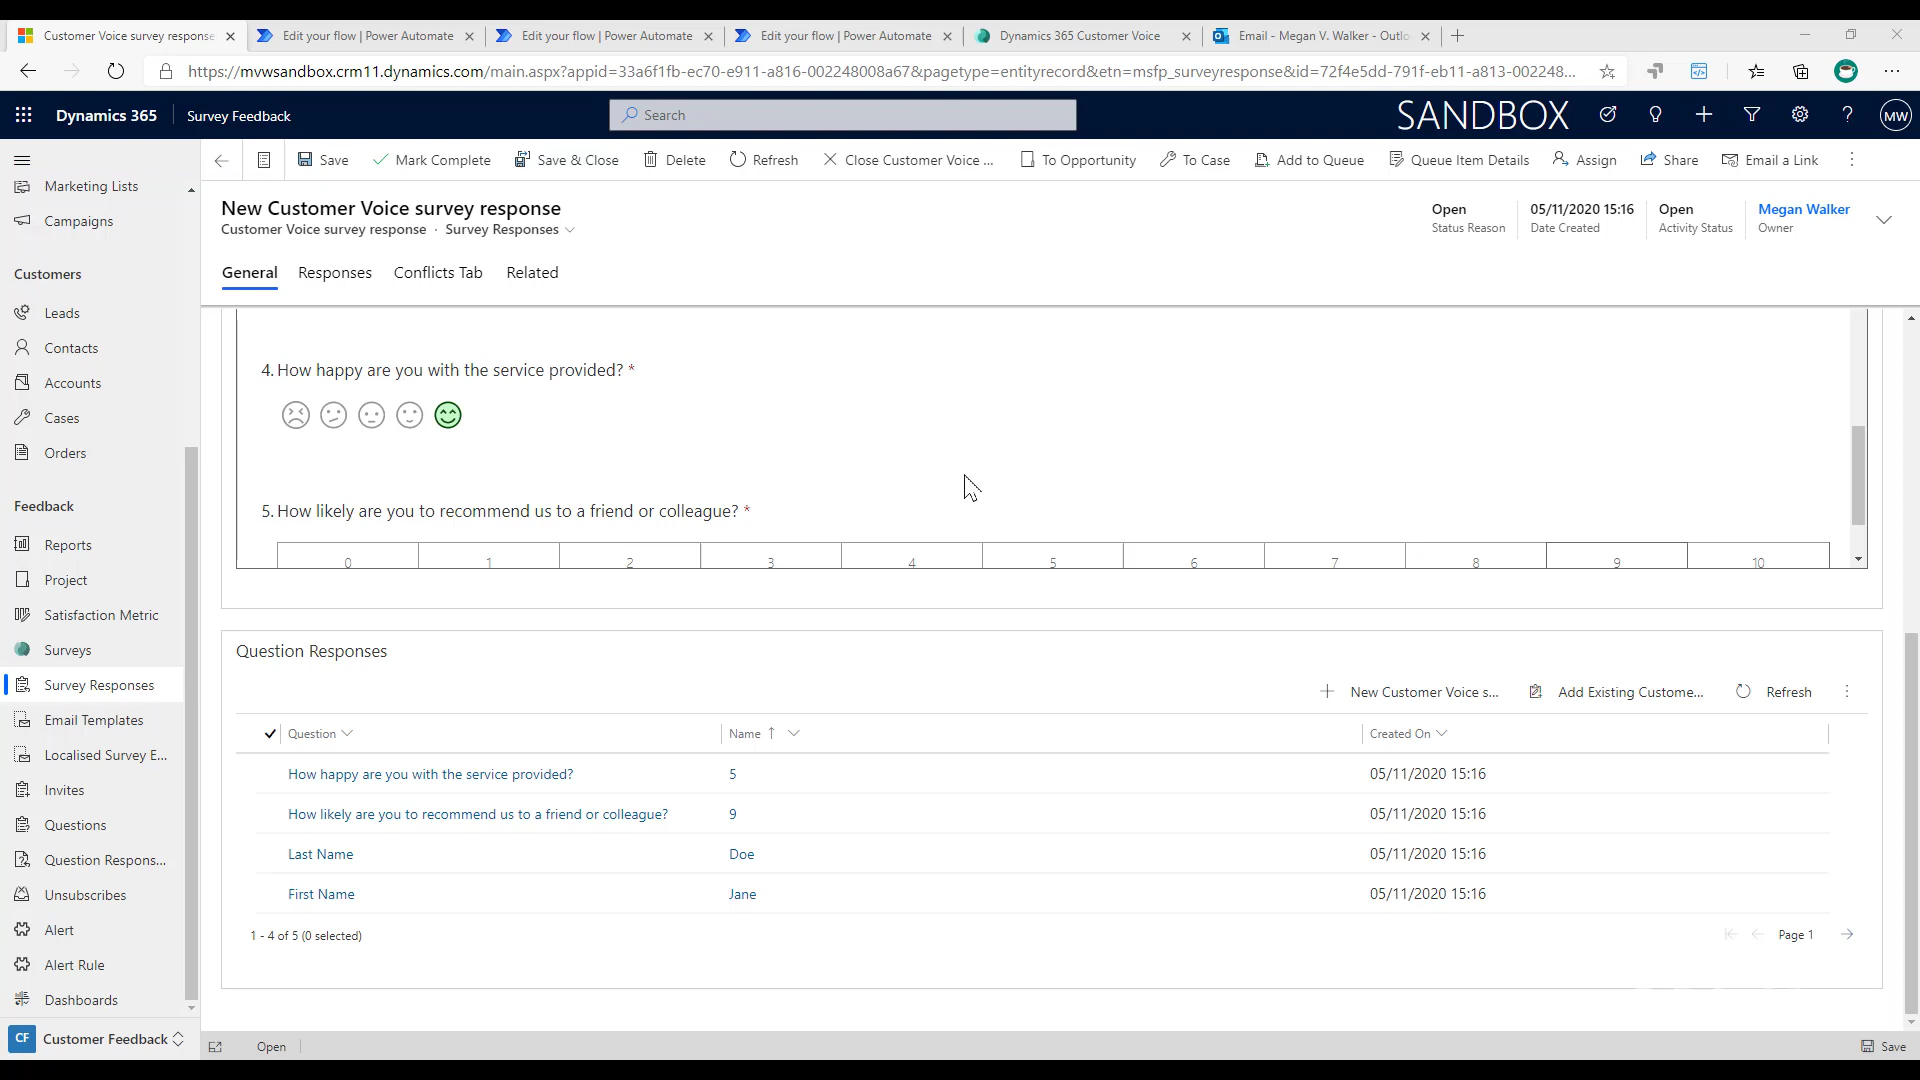 Customer Voice survey response
Edit your flow | Power Automate
Edit your flow | Power Automate
Edit your flow | Power Automate
Dynamics 365 Customer Voice
Email - Megan V. Walker - Outlo
https://mvwsandbox.crm11.dynamics.com/main.aspx?appid=33a6f1fb-ec70-e911-a816-002248008a67&pagetype=entityrecord&etn=msfp_surveyresponse&id=72f4e5dd-791f-eb11-a813-002248...
Dynamics 365
Survey Feedback
Search
SANDBOX
MW
Save
Mark Complete
Save & Close
Delete
Refresh
Close Customer Voice ...
To Opportunity
To Case
Add to Queue
Queue Item Details
Assign
Share
Email a Link
Marketing Lists
Campaigns
Customers
Leads
Contacts
Accounts
Cases
Orders
Feedback
Reports
Project
Satisfaction Metric
Surveys
Survey Responses
Email Templates
Localised Survey E...
Invites
Questions
Question Respons...
Unsubscribes
Alert
Alert Rule
Dashboards
CF Customer Feedback
New Customer Voice survey response
Customer Voice survey response · Survey Responses
Open
Status Reason
05/11/2020 15:16
Date Created
Open
Activity Status
Megan Walker
Owner
General Responses Conflicts Tab Related
4. How happy are you with the service provided? *
5. How likely are you to recommend us to a friend or colleague? *
0 1 2 3 4 5 6 7 8 9 10
Question Responses
New Customer Voice s...
Add Existing Custome...
Refresh
Question Name Created On
How happy are you with the service provided? 5 05/11/2020 15:16
How likely are you to recommend us to a friend or colleague? 9 05/11/2020 15:16
Last Name Doe 05/11/2020 15:16
First Name Jane 05/11/2020 15:16
1 - 4 of 5 (0 selected)
Page 1
Open
Save